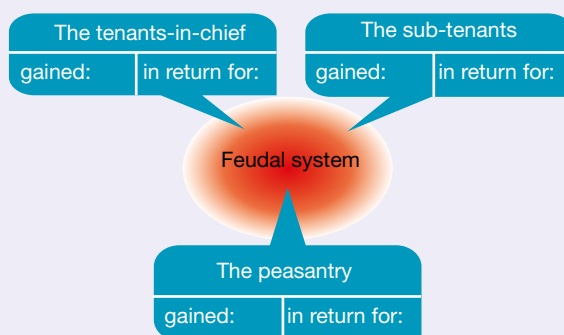 The tenants-in-chief
gained: in return for:
The sub-tenants
gained: in return for:
Feudal system
The peasantry
gained: in return for: